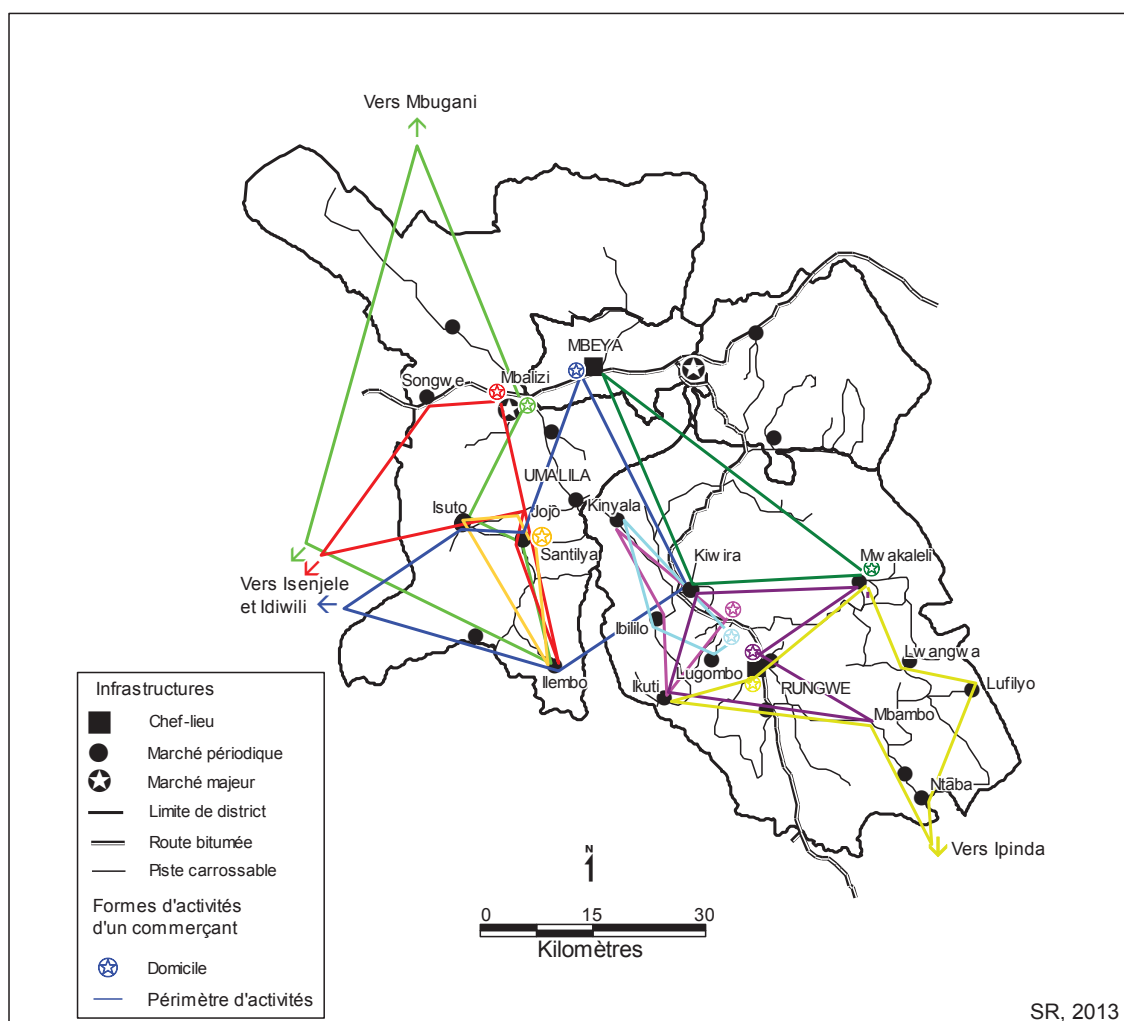 Vers Mbugani
MBEYA
Songwe
Mbalizi
UMALILA
Isuto
Jojo
Kinyala
Santilya
Kiwira
Mwakaleli
Vers Isenjele
et Idiwili
Ibililo
Lwangwa
Ilembo
Lugombo
Ikuti
RUNGWE
Lufilyo
Mbambo
Ntaba
Vers Ipinda
N
0 15 30
Kilomètres
Infrastructures
Chef-lieu
Marché périodique
Marché majeur
Limite de district
Route bitumée
Piste carrossable
Formes d'activités
d'un commerçant
Domicile
Périmètre d'activités
SR, 2013